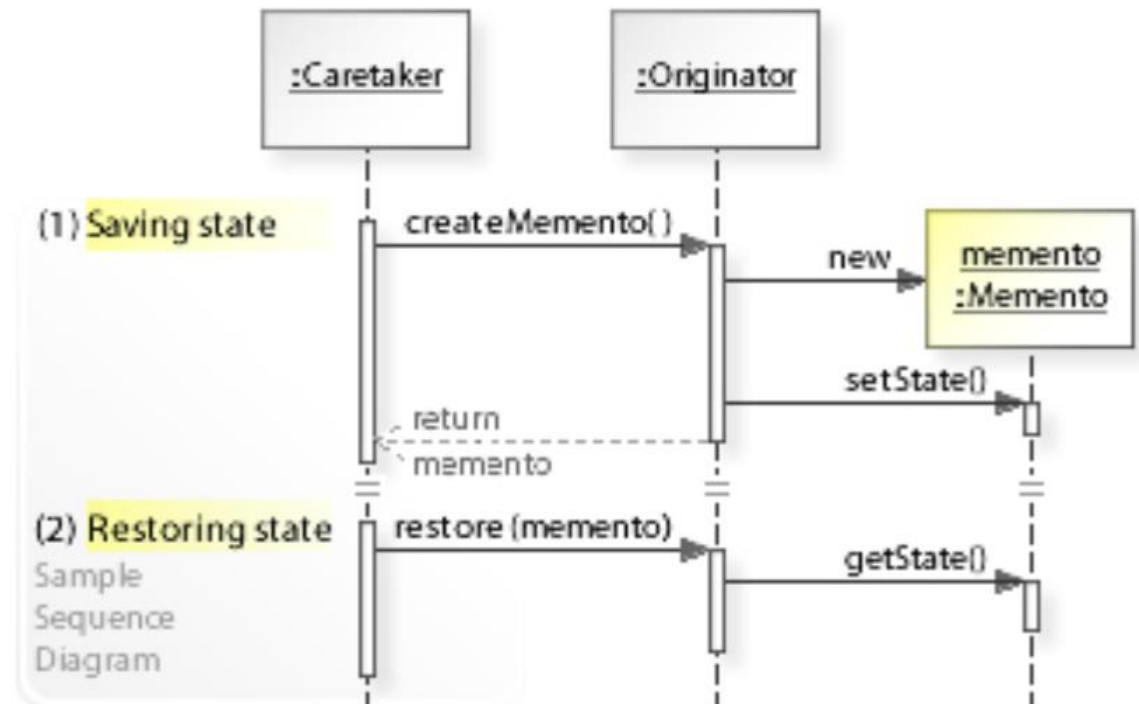 :Caretaker
:Originator
(1) Saving state
createMemento( )
new
memento
:Memento
setState()
return
memento
(2) Restoring state
restore (memento)
getState()
Sample
Sequence
Diagram